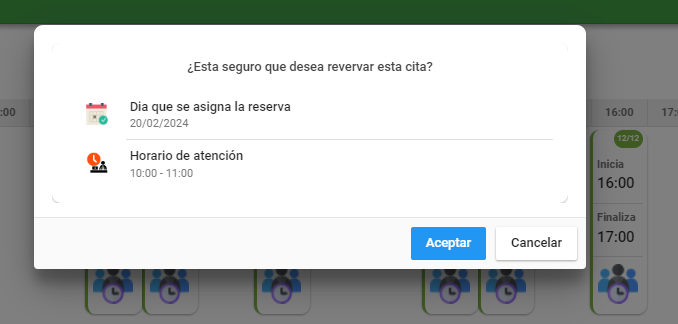 ¿Esta seguro que desea revervar esta cita?
Dia que se asigna la reserva
20/02/2024
Horario de atención
10:00 - 11:00
Aceptar
Cancelar
:00
16:00
17:
12/12
Inicia
16:00
Finaliza
17:00